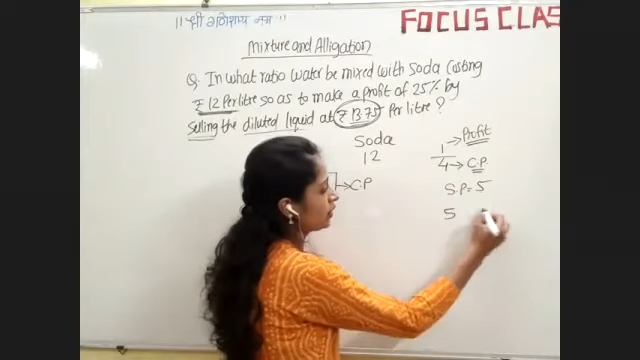 || श्री गणेशाय नमः ||
FOCUS CLAS
Mixture and Alligation
Q. In what ratio water be mixed with soda costing
₹ 12 Per litre so as to make a profit of 25% by
Selling the diluted liquid at ₹ 13.75 Per litre ?
Soda
12
→ C.P
1 → Profit
4 → C.P.
S.P = 5
5